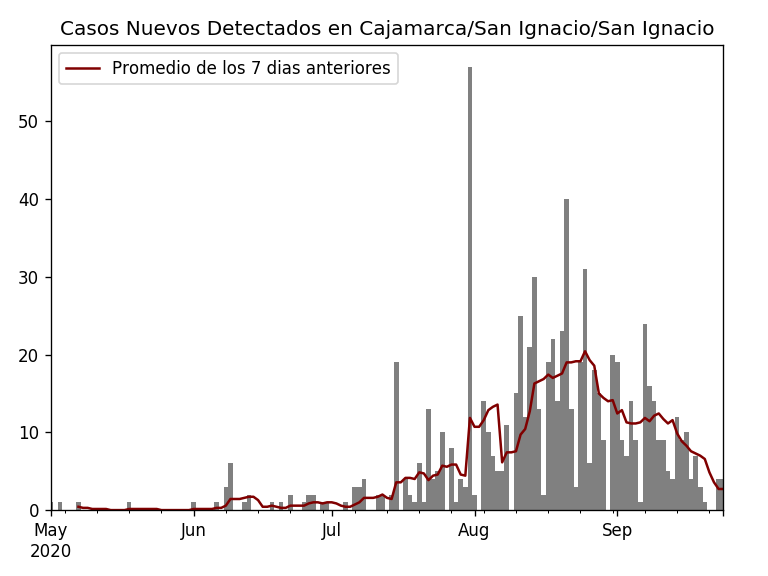 Casos Nuevos Detectados en Cajamarca/San Ignacio/San Ignacio
Promedio de los 7 dias anteriores
50
40
30
20
10
0
May Jun Jul Aug Sep
2020